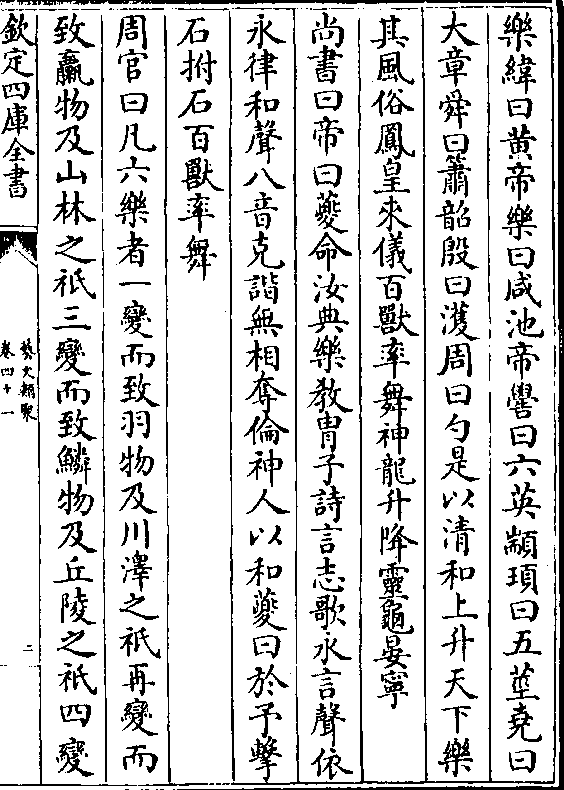 樂緯曰黄帝樂曰咸池帝嚳曰六英顓頊曰五莖堯曰
大章舜曰簫韶殷曰濩周曰勺是以清和上升天下樂
其風俗鳳皇來儀百獸率舞神龍升降靈龜晏寧
尚書曰帝曰夔命汝典樂教胄子詩言志歌永言聲依
永律和聲八音克諧無相奪倫神人以和夔曰於予擊
石拊石百獸率舞
周官曰凡六樂者一變而致羽物及川澤之祇再變而
致臝物及山林之祇三變而致鱗物及丘陵之祇四變
欽定四庫全書
藝文類聚
卷四十一
二